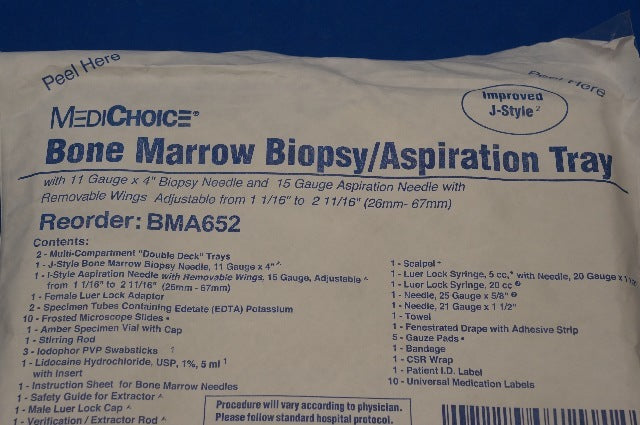 Peel Here
Peel Here
MEDICHOICE®
Improved
J-Style²
Bone Marrow Biopsy/Aspiration Tray
with 11 Gauge x 4" Biopsy Needle and 15 Gauge Aspiration Needle with
Removable Wings Adjustable from 1 1/16" to 2 11/16" (26mm- 67mm)
Reorder: BMA652
Contents:
2 - Multi-Compartment "Double Deck" Trays
1 - J-Style Bone Marrow Biopsy Needle, 11 Gauge x 4"
1 - I-Style Aspiration Needle with Removable Wings, 15 Gauge, Adjustable
from 1 1/16" to 2 11/16" (26mm - 67mm)
1 - Female Luer Lock Adaptor
2 - Specimen Tubes Containing Edetate (EDTA) Potassium
10 - Frosted Microscope Slides
1 - Amber Specimen Vial with Cap
1 - Stirring Rod
3 - Iodophor PVP Swabsticks
1 - Lidocaine Hydrochloride, USP, 1%, 5 ml ¹
with Insert
1 - Instruction Sheet for Bone Marrow Needles
1 - Safety Guide for Extractor
1 - Male Luer Lock Cap
1 - Verification / Extractor Rod
1 - Scalpel
1 - Luer Lock Syringe, 5 cc, with Needle, 20 Gauge x 1 1/2
1 - Luer Lock Syringe, 20 cc
1 - Needle, 25 Gauge x 5/8"
1 - Needle, 21 Gauge x 1 1/2"
1 - Towel
1 - Fenestrated Drape with Adhesive Strip
5 - Gauze Pads
1 - Bandage
1 - CSR Wrap
1 - Patient I.D. Label
10 - Universal Medication Labels
Procedure will vary according to physician.
Please follow standard hospital protocol.